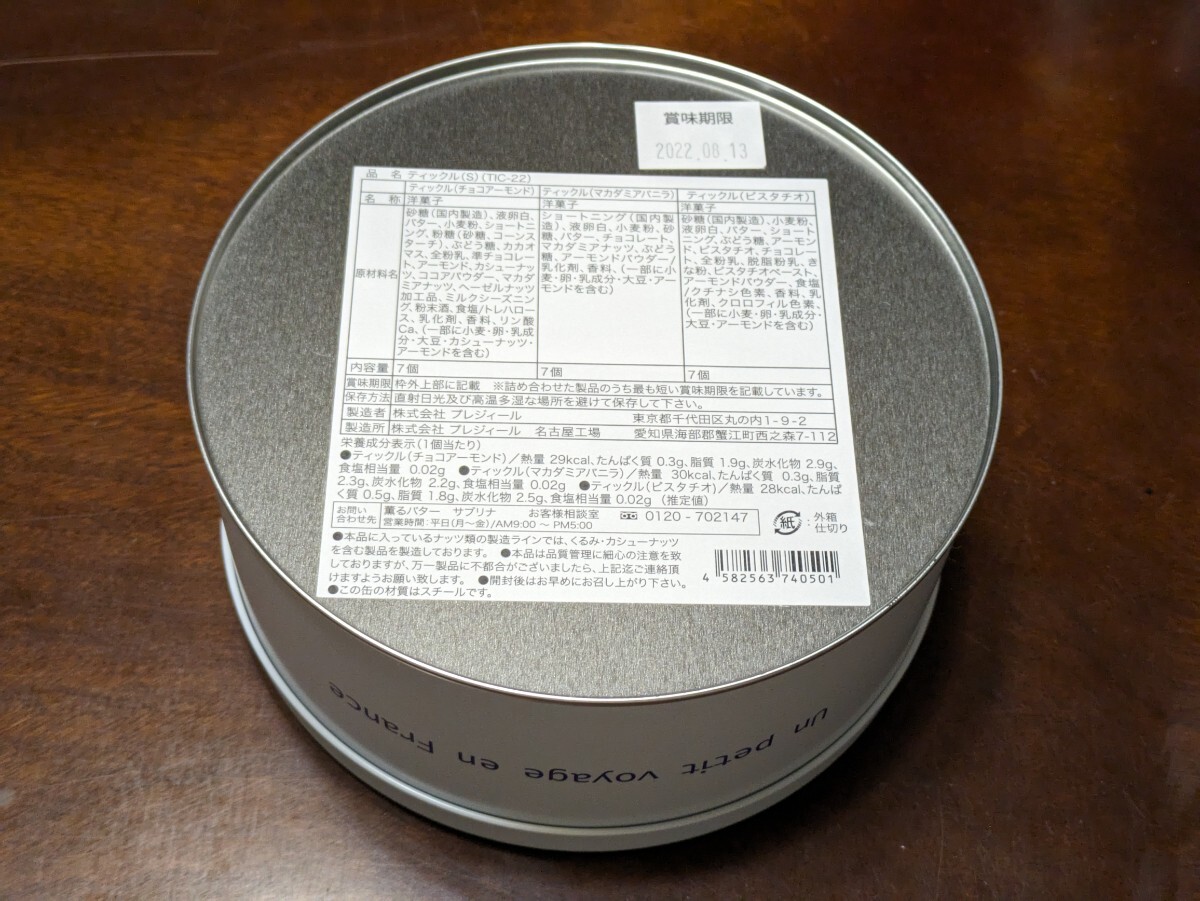 賞味期限
2022.08.13
品 名 ティックル(S)(TIC-22)
ティックル(チョコアーモンド) ティックル(マカダミアバニラ) ティックル(ピスタチオ)
名 称 洋菓子 洋菓子 洋菓子
原材料名
砂糖(国内製造)、液卵白、
バター、小麦粉、ショートニン
グ、粉糖(砂糖、コーンス
ターチ)、ぶどう糖、カカオ
マス、全粉乳、準チョコレー
ト、アーモンド、カシューナッ
ツ、ココアパウダー、マカダ
ミアナッツ、ヘーゼルナッツ
加工品、ミルクシーズニン
グ、粉末酒、食塩/トレハロー
ス、乳化剤、香料、リン酸
Ca、(一部に小麦・卵・乳成
分・大豆・カシューナッツ・
アーモンドを含む)
ショートニング(国内製
造)、液卵白、小麦粉、砂
糖、バター、チョコレート、
マカダミアナッツ、ぶどう
糖、アーモンドパウダー/
乳化剤、香料、(一部に小
麦・卵・乳成分・大豆・アー
モンドを含む)
砂糖(国内製造)、小麦粉、
液卵白、バター、ショート
ニング、ぶどう糖、アーモン
ド、ピスタチオ、チョコレー
ト、全粉乳、脱脂粉乳、き
な粉、ピスタチオペースト、
アーモンドパウダー、食塩
/クチナシ色素、香料、乳
化剤、クロロフィル色素、
(一部に小麦・卵・乳成分・
大豆・アーモンドを含む)
内容量 7個 7個 7個
賞味期限 枠外上部に記載 ※詰め合わせた製品のうち最も短い賞味期限を記載しています。
保存方法 直射日光及び高温多湿な場所を避けて保存して下さい。
製造者 株式会社 プレジィール 東京都千代田区丸の内1-9-2
製造所 株式会社 プレジィール 名古屋工場 愛知県海部郡蟹江町西之森7-112
栄養成分表示(1個当たり)
●ティックル(チョコアーモンド)/熱量 29kcal、たんぱく質 0.3g、脂質 1.9g、炭水化物 2.9g、
食塩相当量 0.02g ●ティックル(マカダミアバニラ)/熱量 30kcal、たんぱく質 0.3g、脂質
2.3g、炭水化物 2.2g、食塩相当量 0.02g ●ティックル(ピスタチオ)/熱量 28kcal、たんぱ
く質 0.5g、脂質 1.8g、炭水化物 2.5g、食塩相当量 0.02g (推定値)
お問い
合わせ先
薫るバター サブリナ お客様相談室 0120-702147
営業時間:平日(月〜金)/AM9:00 〜 PM5:00
紙 : 外箱
仕切り
●本品に入っているナッツ類の製造ラインでは、くるみ・カシューナッツ
を含む製品を製造しております。 ●本品は品質管理に細心の注意を致
しておりますが、万一製品に不都合がございましたら、上記迄ご連絡頂
けますようお願い致します。 ●開封後はお早めにお召し上がり下さい。
●この缶の材質はスチールです。
4 582563 740501
Un petit voyage en France